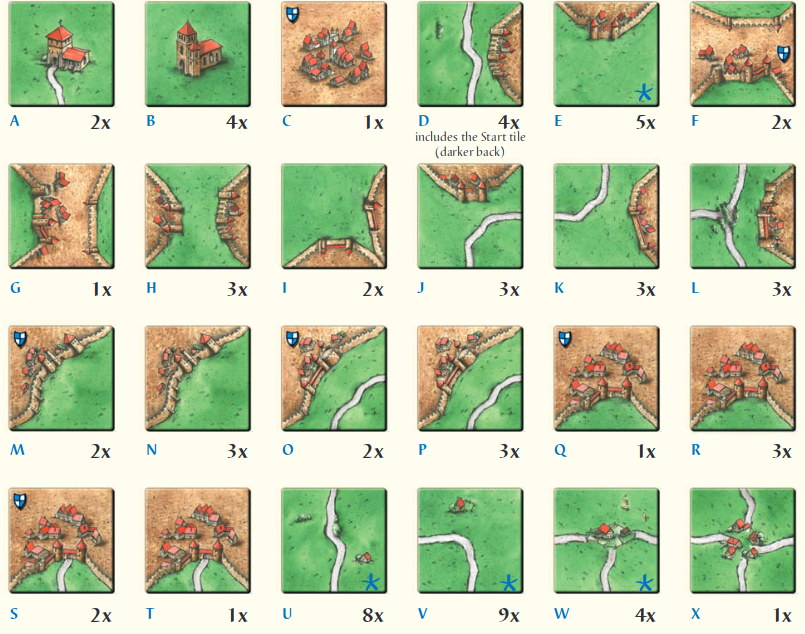 A 2x B 4x C 1x D 4x E 5x F 2x
includes the Start tile
(darker back)
G 1x H 3x I 2x J 3x K 3x L 3x
M 2x N 3x O 2x P 3x Q 1x R 3x
S 2x T 1x U 8x V 9x W 4x X 1x